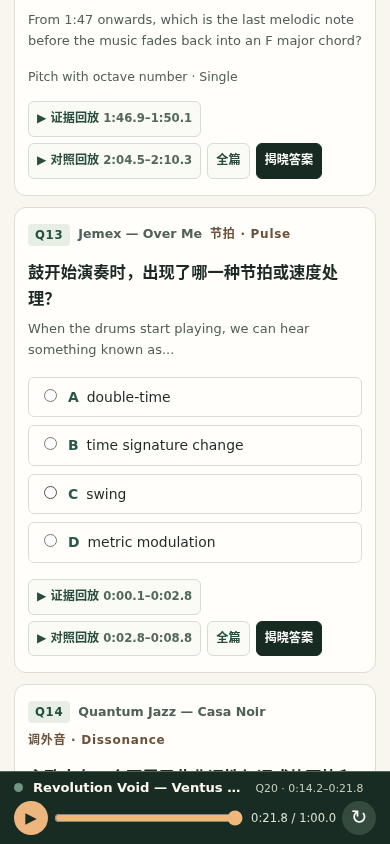 From 1:47 onwards, which is the last melodic note
before the music fades back into an F major chord?
Pitch with octave number · Single
▶ 证据回放 1:46.9–1:50.1
▶ 对照回放 2:04.5–2:10.3 全篇 揭晓答案
Q13 Jemex — Over Me 节拍 · Pulse
鼓开始演奏时，出现了哪一种节拍或速度处
理？
When the drums start playing, we can hear
something known as…
A double-time
B time signature change
C swing
D metric modulation
▶ 证据回放 0:00.1–0:02.8
▶ 对照回放 0:02.8–0:08.8 全篇 揭晓答案
Q14 Quantum Jazz — Casa Noir
调外音 · Dissonance
Revolution Void — Ventus … Q20 · 0:14.2–0:21.8
▶ 0:21.8 / 1:00.0 ↻